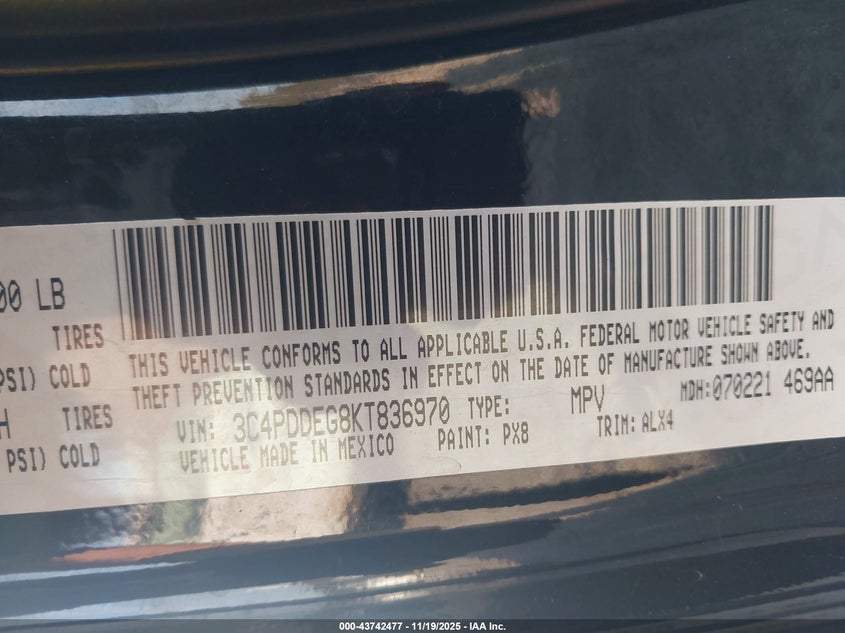 00 LB
TIRES
PSI) COLD
H TIRES
PSI) COLD
THIS VEHICLE CONFORMS TO ALL APPLICABLE U.S.A. FEDERAL MOTOR VEHICLE SAFETY AND
THEFT PREVENTION STANDARDS IN EFFECT ON THE DATE OF MANUFACTURE SHOWN ABOVE.
MDH:070221 469AA
VIN: 3C4PDDEG8KT836970 TYPE: MPV
VEHICLE MADE IN MEXICO PAINT: PX8 TRIM: ALX4
000-43742477 - 11/19/2025 - IAA Inc.